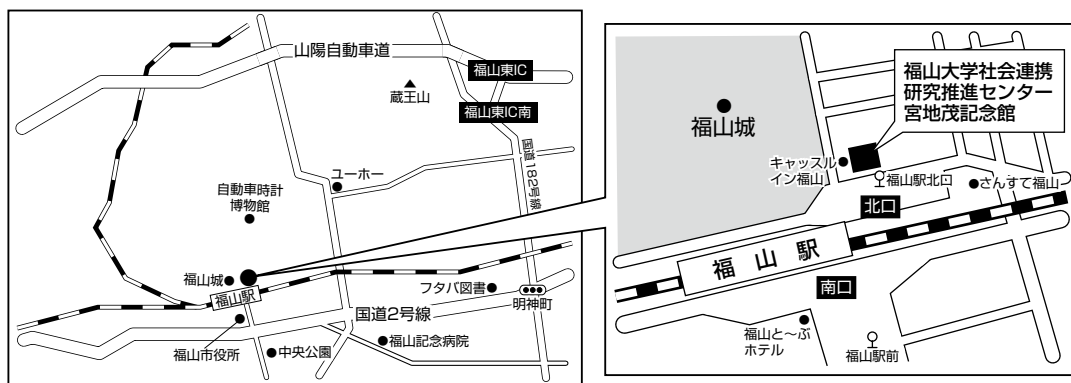 山陽自動車道
福山東IC
蔵王山
福山東IC南
国道182号線
ユーホー
自動車時計
博物館
福山城
福山駅
フタバ図書
明神町
国道2号線
福山市役所
中央公園
福山記念病院
福山大学社会連携
研究推進センター
宮地茂記念館
福山城
キャッスル
イン福山
福山駅北口
さんすて福山
北口
福山駅
南口
福山と〜ぶ
ホテル
福山駅前